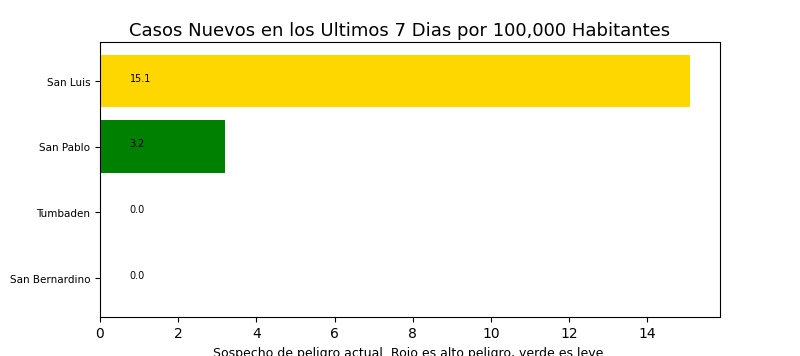 Casos Nuevos en los Ultimos 7 Dias por 100,000 Habitantes
San Luis
15.1
San Pablo
3.2
Tumbaden
0.0
San Bernardino
0.0
0 2 4 6 8 10 12 14
Sospecho de peligro actual. Rojo es alto peligro, verde es leve